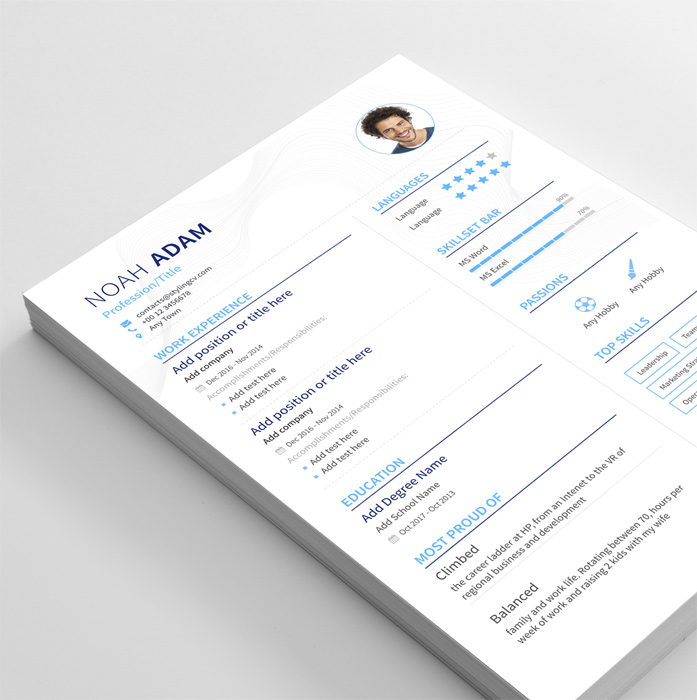 NOAH ADAM
Profession/Title
contacts@stylingcv.com
+00 12 3456678
Any Town
WORK EXPERIENCE
Add position or title here
Add company
Dec 2016 - Nov 2014
Accomplishments/Responsibilities:
Add test here
Add test here
Add position or title here
Add company
Dec 2016 - Nov 2014
Accomplishments/Responsibilities:
Add test here
Add test here
EDUCATION
Add Degree Name
Add School Name
Oct 2017 - Oct 2013
MOST PROUD OF
Climbed
the career ladder at HP, from an Intenet to the VR of
regional business and development
Balanced
family and work life. Rotating between 70, hours per
week of work and raising 2 kids with my wife
LANGUAGES
Language
Language
SKILLSET BAR
MS Word 90%
MS Excel 70%
PASSIONS
Any Hobby
Any Hobby
TOP SKILLS
Leadership
Team
Marketing Stra
Oper